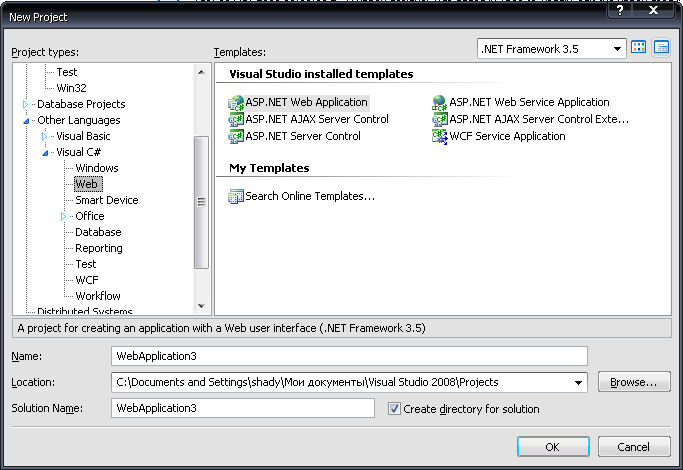 New Project
Project types:
Templates:
.NET Framework 3.5
Test
Win32
Database Projects
Other Languages
Visual Basic
Visual C#
Windows
Web
Smart Device
Office
Database
Reporting
Test
WCF
Workflow
Distributed Systems
Visual Studio installed templates
ASP.NET Web Application
ASP.NET Web Service Application
ASP.NET AJAX Server Control
ASP.NET AJAX Server Control Exte...
ASP.NET Server Control
WCF Service Application
My Templates
Search Online Templates...
A project for creating an application with a Web user interface (.NET Framework 3.5)
Name:
WebApplication3
Location:
C:\Documents and Settings\shady\Мои документы\Visual Studio 2008\Projects
Browse...
Solution Name:
WebApplication3
Create directory for solution
OK
Cancel